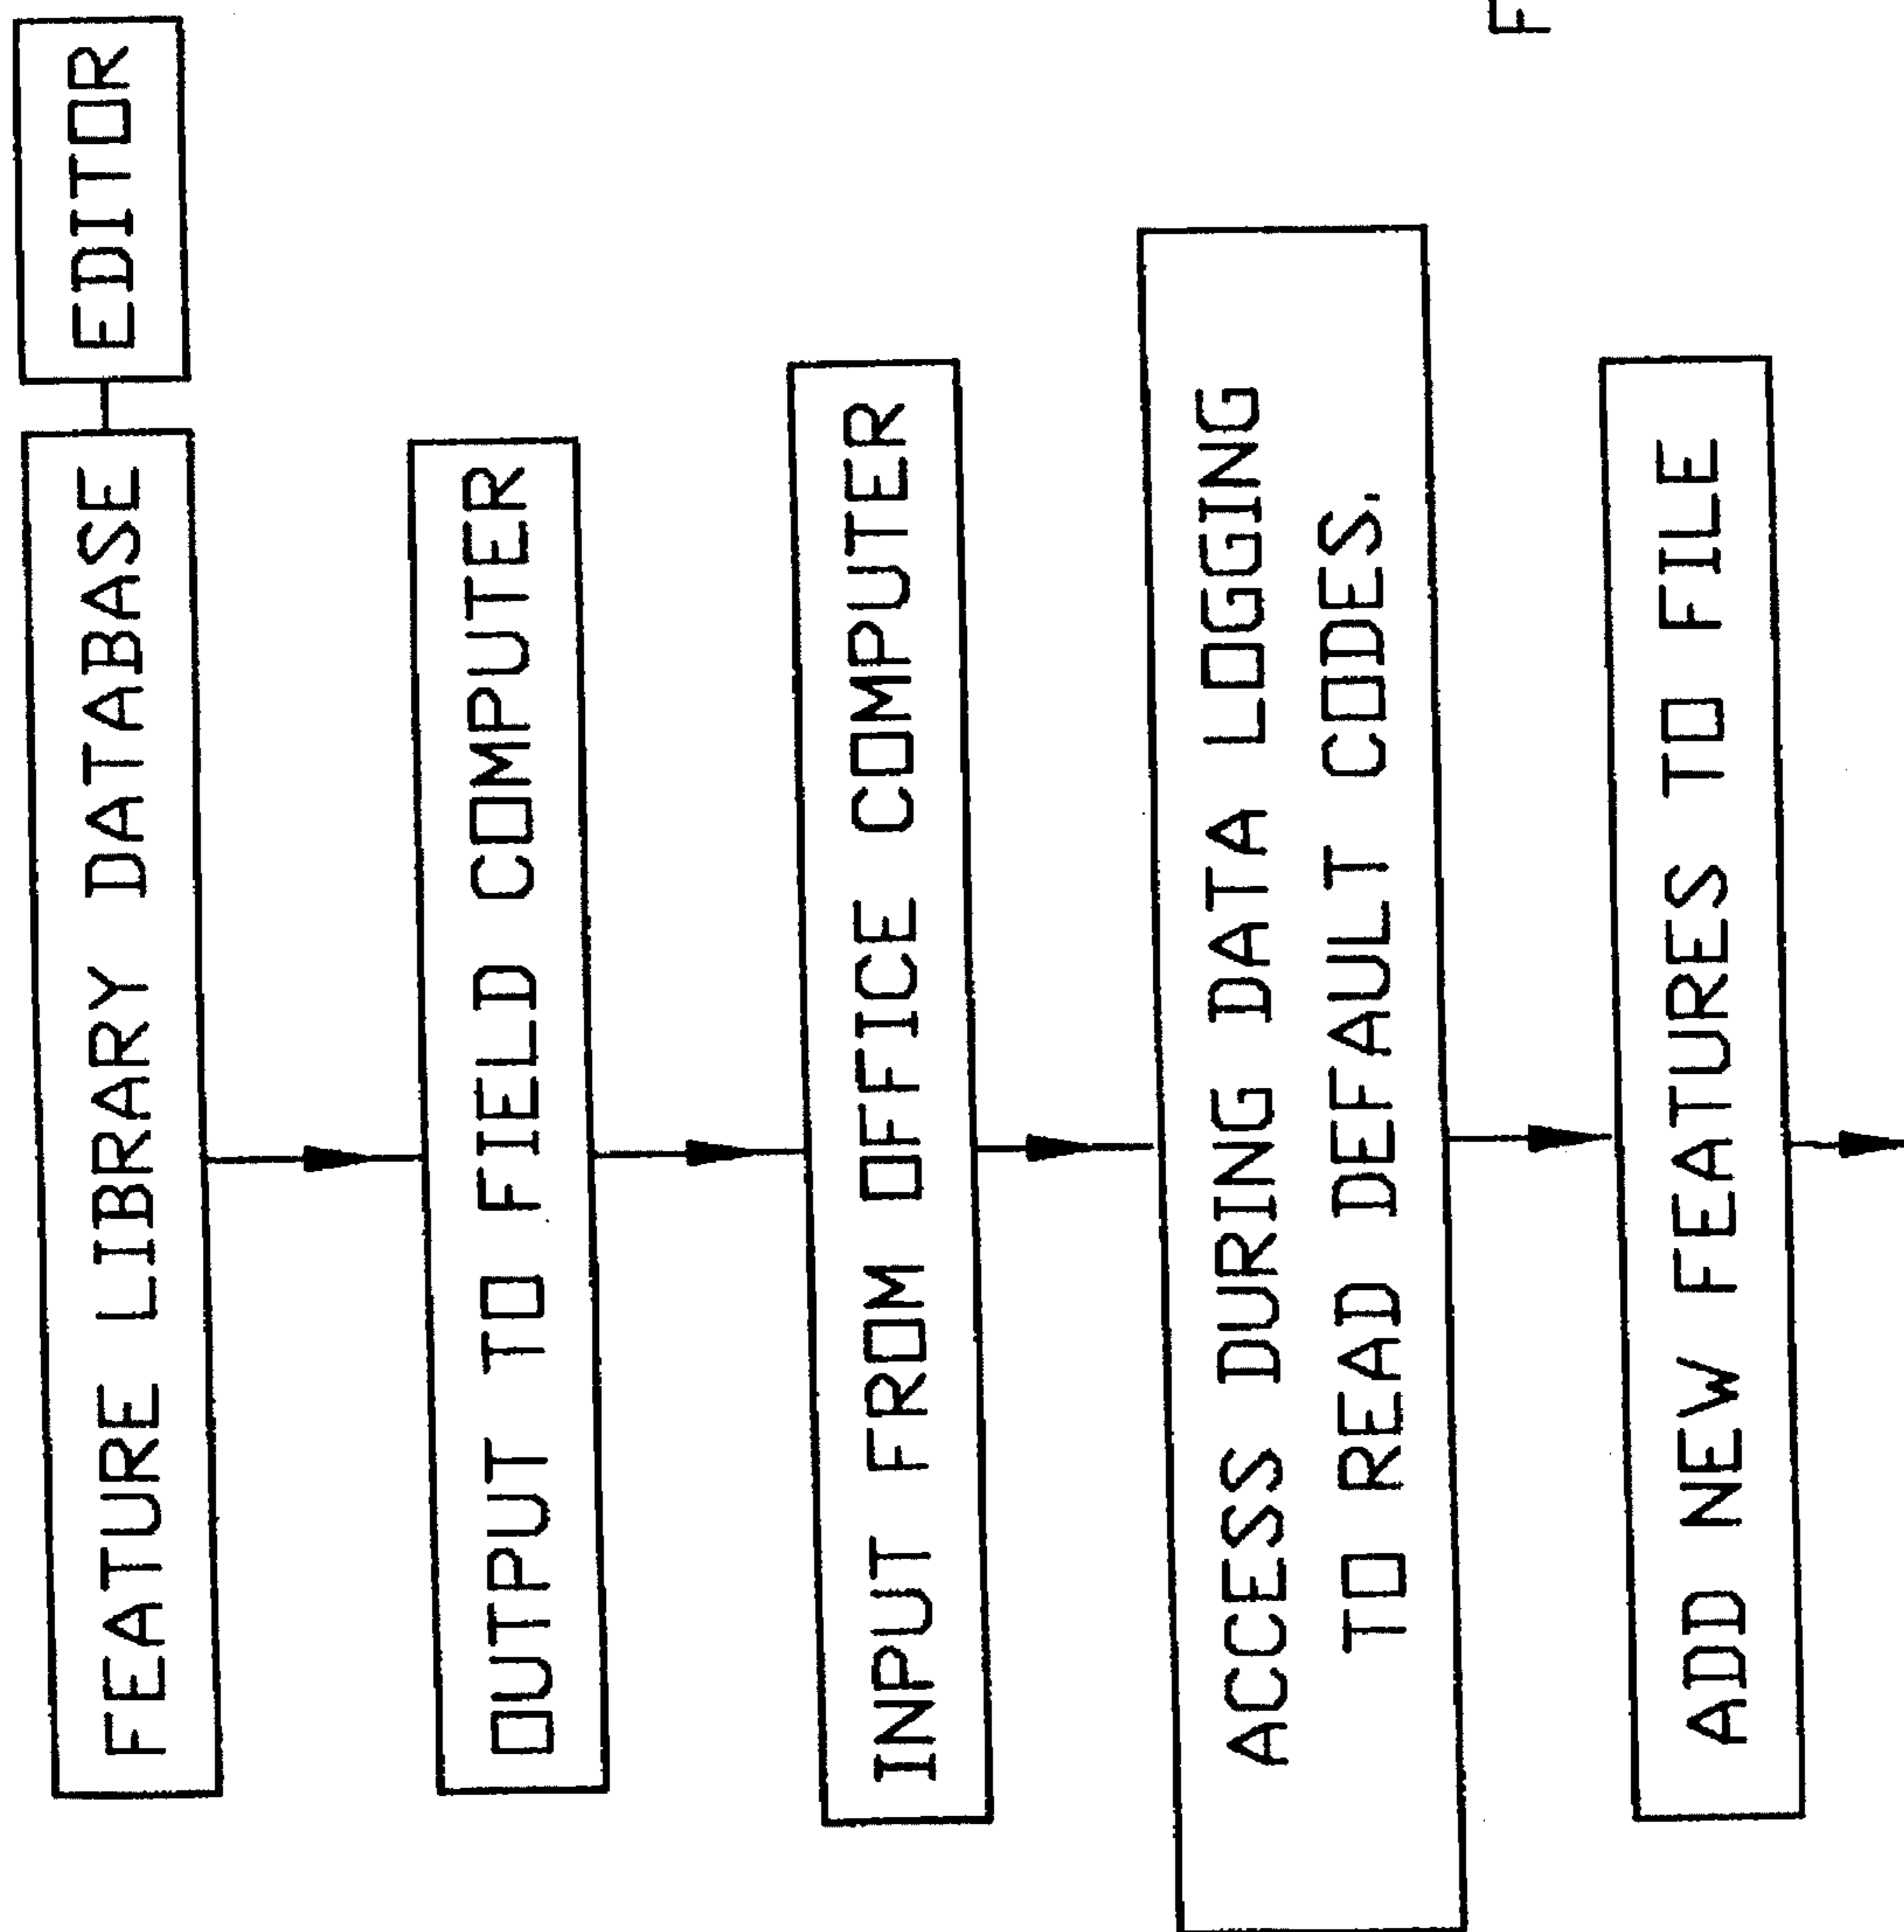 FEATURE LIBRARY DATABASE
EDITOR
OUTPUT TO FIELD COMPUTER
INPUT FROM OFFICE COMPUTER
ACCESS DURING DATA LOGGING
TO READ DEFAULT CODES.
ADD NEW FEATURES TO FILE
F